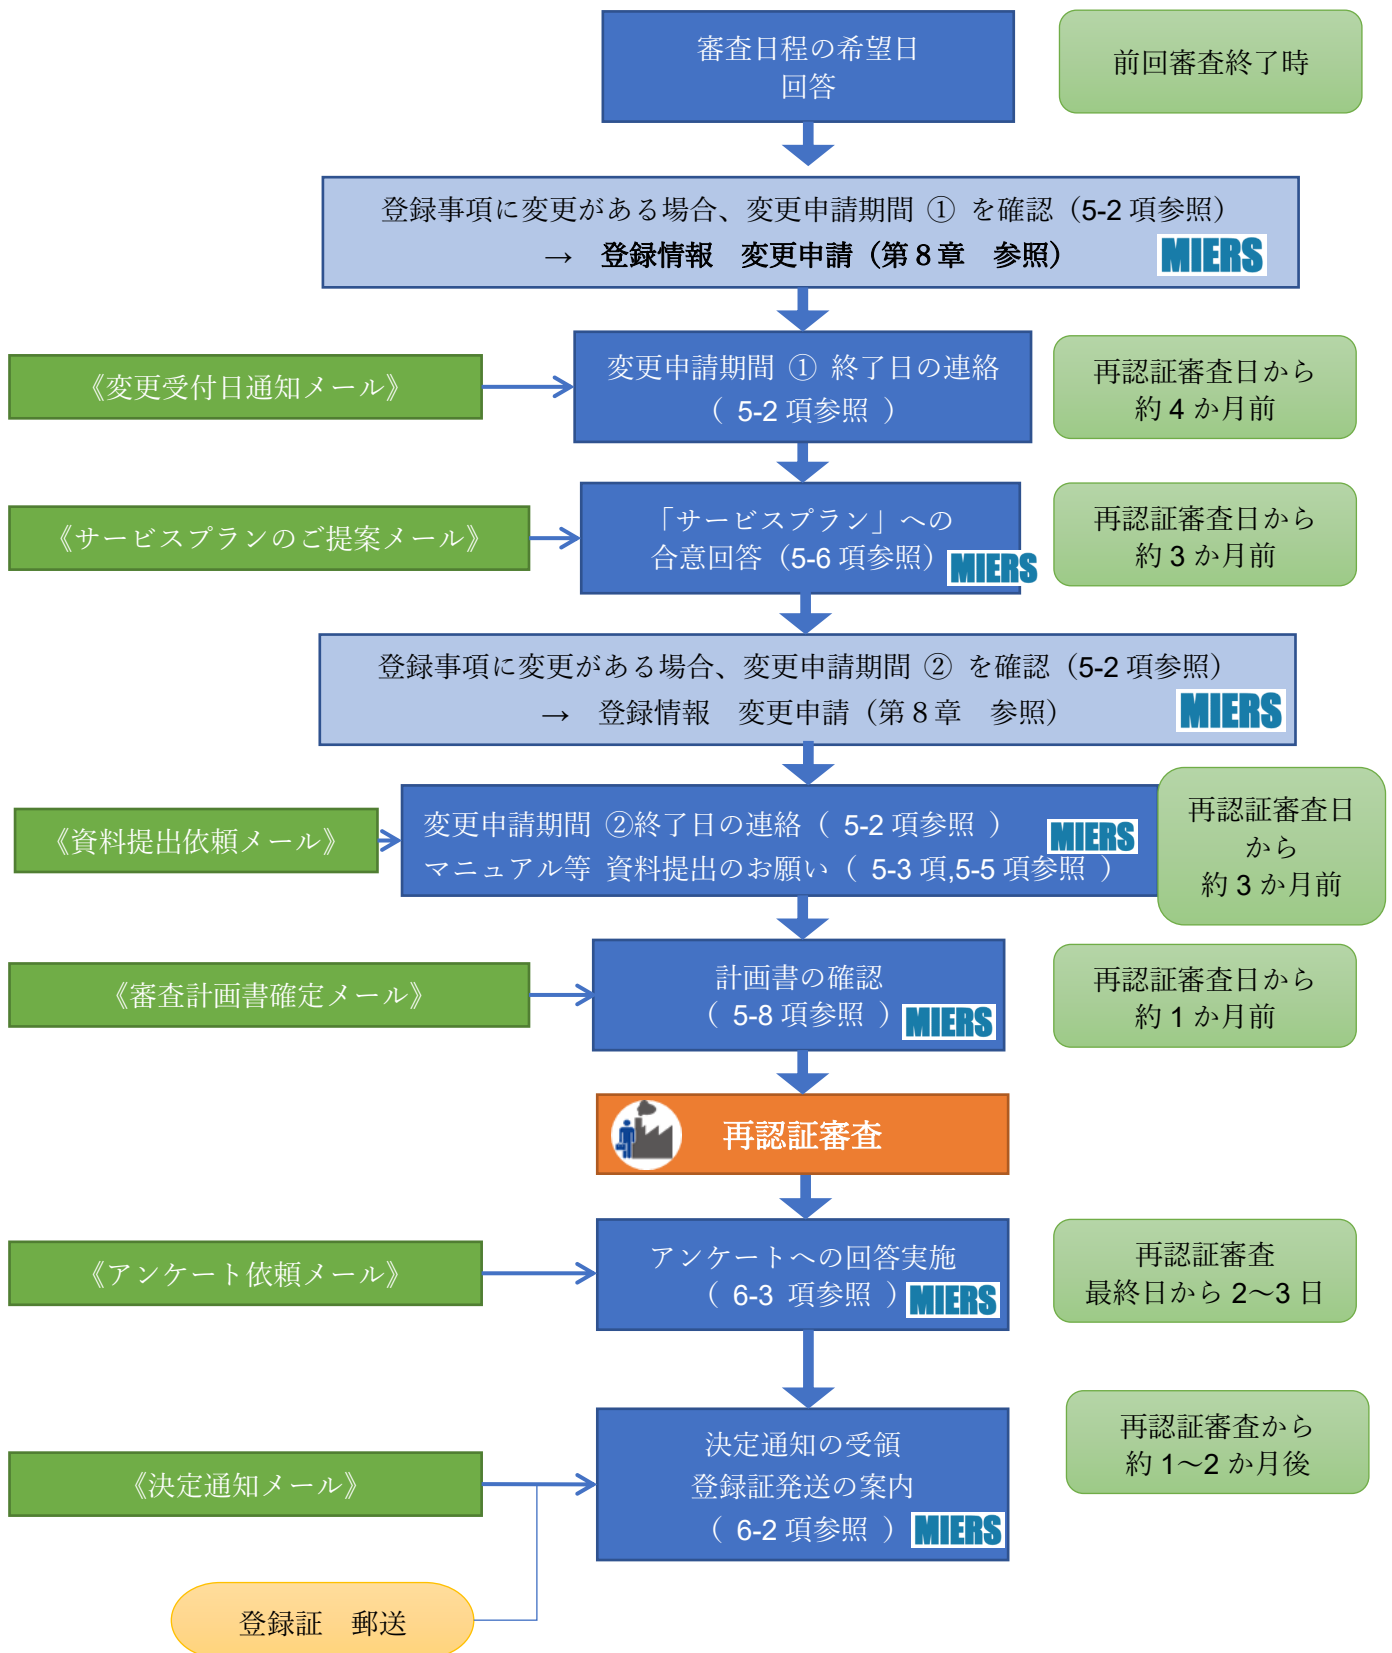 審査日程の希望日
回答
前回審査終了時
登録事項に変更がある場合、変更申請期間 ① を確認（5-2 項参照）
→ 登録情報　変更申請（第８章　参照）
MIERS
《変更受付日通知メール》
変更申請期間 ① 終了日の連絡
（ 5-2 項参照 ）
再認証審査日から
約 4 か月前
《サービスプランのご提案メール》
「サービスプラン」への
合意回答（5-6 項参照）
MIERS
再認証審査日から
約 3 か月前
登録事項に変更がある場合、変更申請期間 ② を確認（5-2 項参照）
→ 登録情報　変更申請（第８章　参照）
MIERS
《資料提出依頼メール》
変更申請期間 ②終了日の連絡（ 5-2 項参照 ）
マニュアル等 資料提出のお願い（ 5-3 項,5-5 項参照 ）
MIERS
再認証審査日
から
約 3 か月前
《審査計画書確定メール》
計画書の確認
（ 5-8 項参照 ）
MIERS
再認証審査日から
約 1 か月前
再認証審査
《アンケート依頼メール》
アンケートへの回答実施
（ 6-3 項参照 ）
MIERS
再認証審査
最終日から 2～3 日
《決定通知メール》
決定通知の受領
登録証発送の案内
（ 6-2 項参照 ）
MIERS
再認証審査から
約 1～2 か月後
登録証　郵送